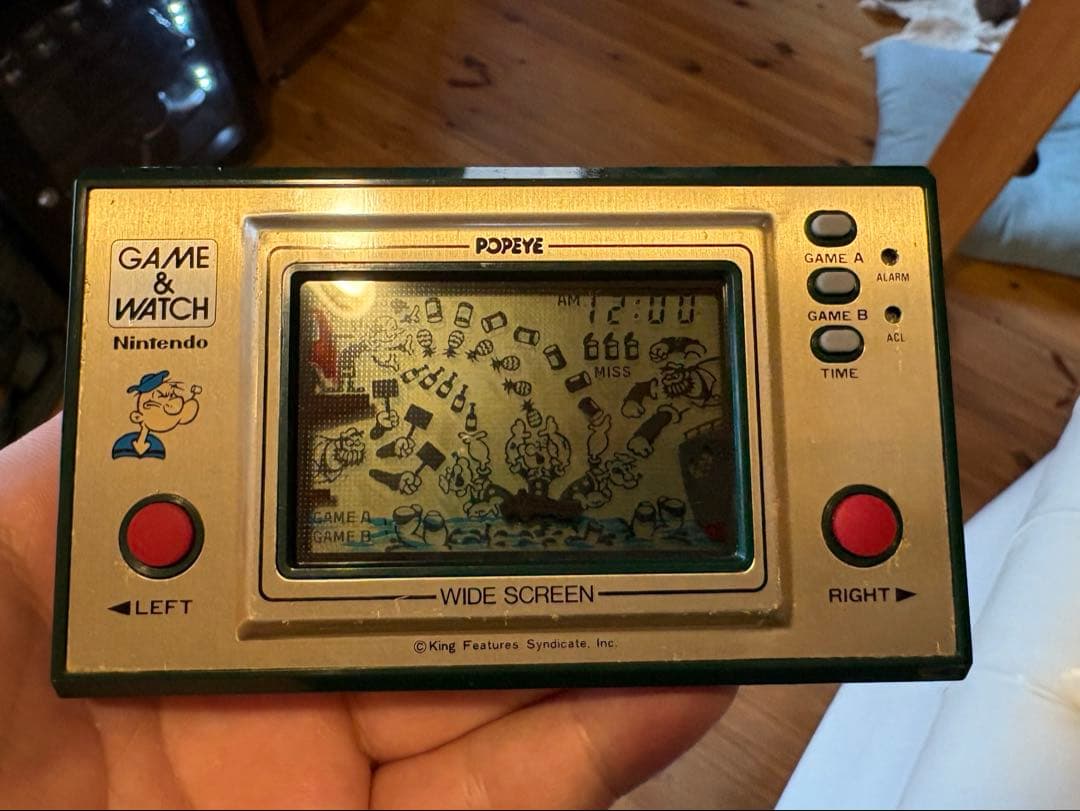 GAME
&
WATCH
Nintendo
POPEYE
AM 12:00
MISS
GAME A
GAME B
GAME A
ALARM
GAME B
ACL
TIME
◀LEFT
RIGHT▶
WIDE SCREEN
©King Features Syndicate, Inc.